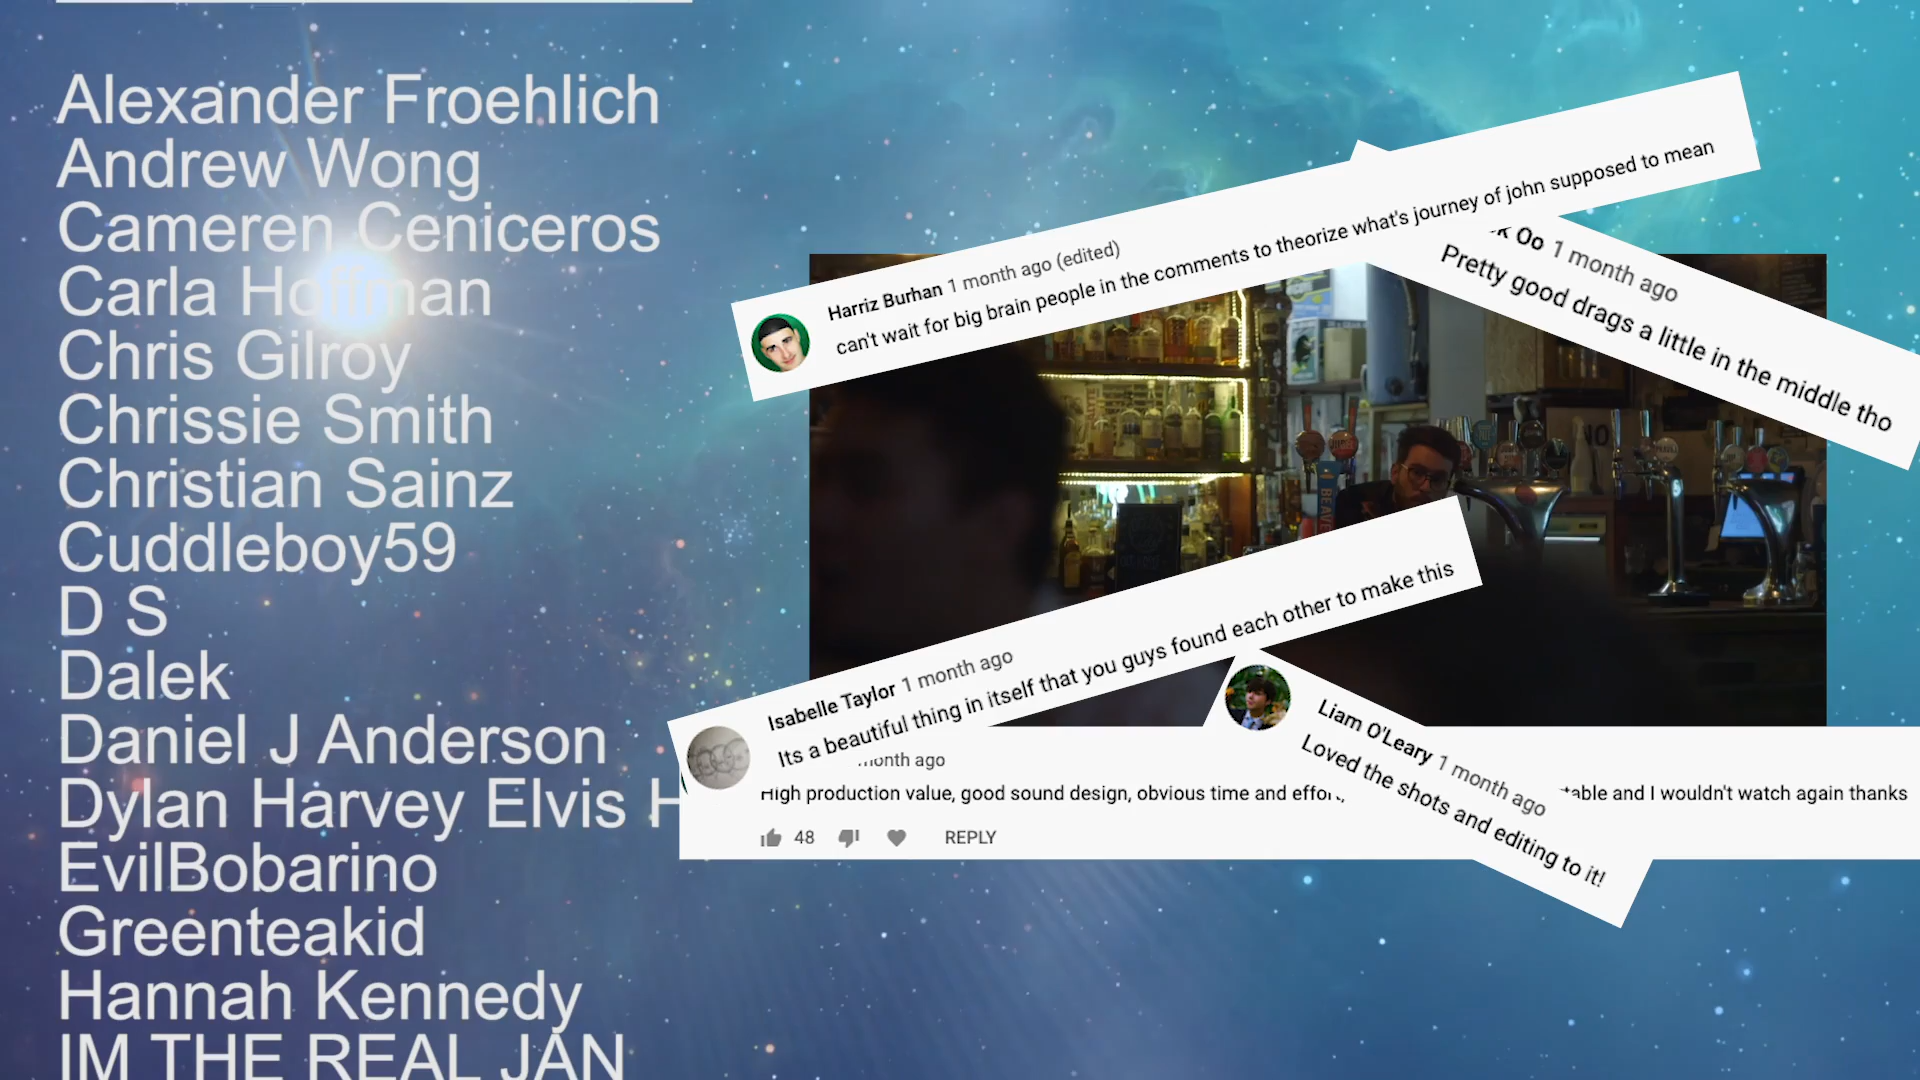 Alexander Froehlich
Andrew Wong
Cameren Ceniceros
Carla Hoffman
Chris Gilroy
Chrissie Smith
Christian Sainz
Cuddleboy59
D S
Dalek
Daniel J Anderson
Dylan Harvey Elvis H
EvilBobarino
Greenteakid
Hannah Kennedy
IM THE REAL JAN
Harriz Burhan 1 month ago (edited)
can't wait for big brain people in the comments to theorize what's journey of john supposed to mean
Oo 1 month ago
Pretty good drags a little in the middle tho
Isabelle Taylor 1 month ago
Its a beautiful thing in itself that you guys found each other to make this
month ago
High production value, good sound design, obvious time and effort, table and I wouldn't watch again thanks
48 REPLY
Liam O'Leary 1 month ago
Loved the shots and editing to it!
BEAVE